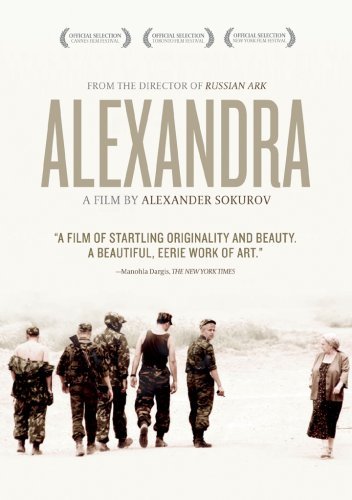 OFFICIAL SELECTION
CANNES FILM FESTIVAL
OFFICIAL SELECTION
TORONTO FILM FESTIVAL
OFFICIAL SELECTION
NEW YORK FILM FESTIVAL
FROM THE DIRECTOR OF RUSSIAN ARK
ALEXANDRA
A FILM BY ALEXANDER SOKUROV
"A FILM OF STARTLING ORIGINALITY AND BEAUTY.
A BEAUTIFUL, EERIE WORK OF ART."
—Manohla Dargis, THE NEW YORK TIMES